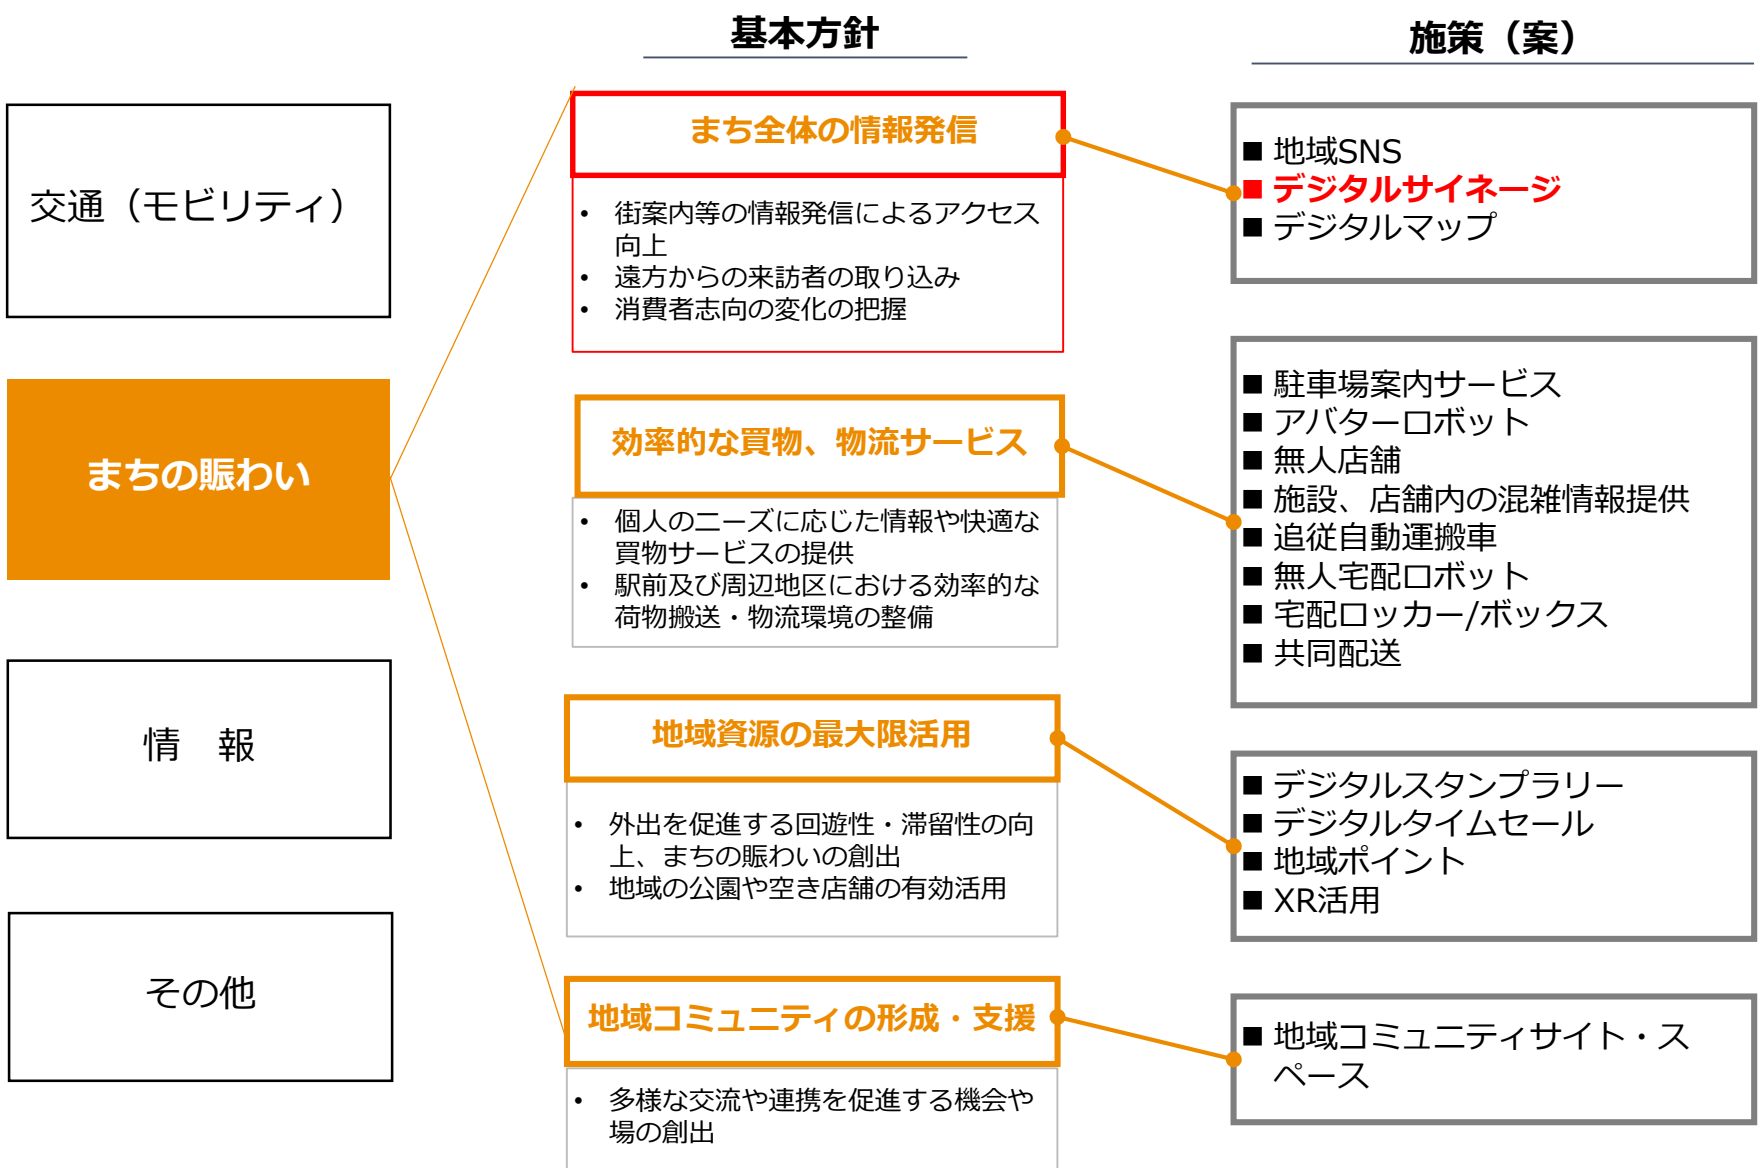 基本方針
施策（案）
交通（モビリティ）
まちの賑わい
情　報
その他
まち全体の情報発信
• 街案内等の情報発信によるアクセス
向上
• 遠方からの来訪者の取り込み
• 消費者志向の変化の把握
■ 地域SNS
■ デジタルサイネージ
■ デジタルマップ
効率的な買物、物流サービス
• 個人のニーズに応じた情報や快適な
買物サービスの提供
• 駅前及び周辺地区における効率的な
荷物搬送・物流環境の整備
■ 駐車場案内サービス
■ アバターロボット
■ 無人店舗
■ 施設、店舗内の混雑情報提供
■ 追従自動運搬車
■ 無人宅配ロボット
■ 宅配ロッカー/ボックス
■ 共同配送
地域資源の最大限活用
• 外出を促進する回遊性・滞留性の向
上、まちの賑わいの創出
• 地域の公園や空き店舗の有効活用
■ デジタルスタンプラリー
■ デジタルタイムセール
■ 地域ポイント
■ XR活用
地域コミュニティの形成・支援
• 多様な交流や連携を促進する機会や
場の創出
■ 地域コミュニティサイト・ス
ペース